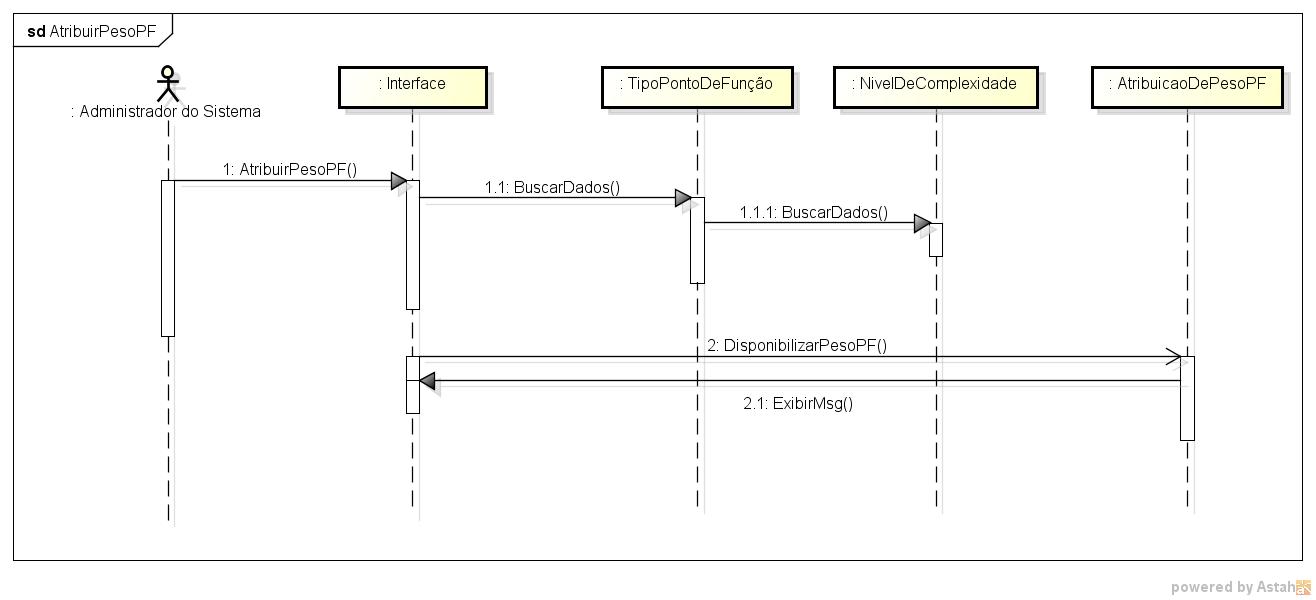 sd AtribuirPesoPF
: Interface
: TipoPontoDeFunção
: NivelDeComplexidade
: AtribuicaoDePesoPF
: Administrador do Sistema
1: AtribuirPesoPF()
1.1: BuscarDados()
1.1.1: BuscarDados()
2: DisponibilizarPesoPF()
2.1: ExibirMsg()
powered by Astah